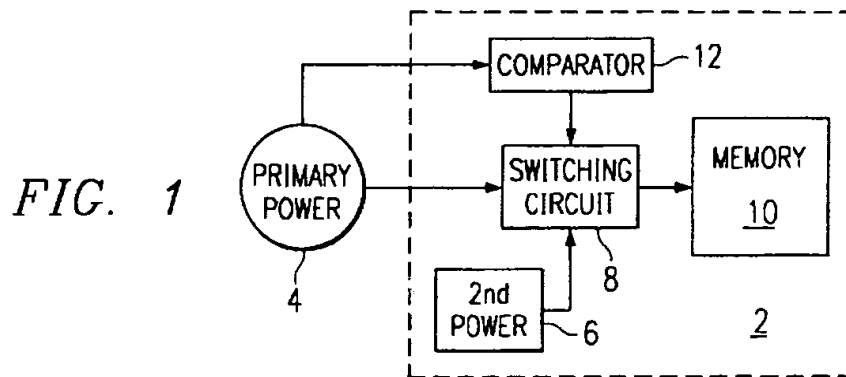 COMPARATOR
12
PRIMARY
POWER
4
SWITCHING
CIRCUIT
8
MEMORY
10
FIG. 1
2nd
POWER
6
2